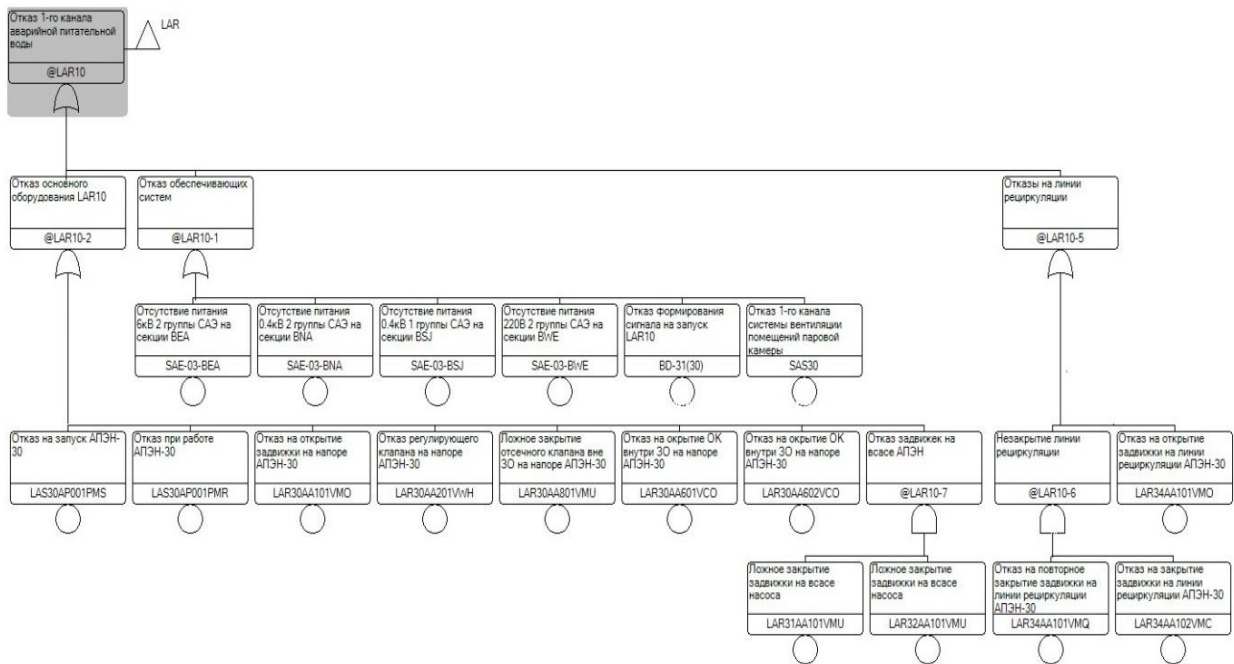 Отказ 1-го канала
аварийной питательной
воды
@LAR10
LAR
Отказ основного
оборудования LAR10
@LAR10-2
Отказ обеспечивающих
систем
@LAR10-1
Отказы на линии
рециркуляции
@LAR10-5
Отсутствие питания
6кВ 2 группы САЭ на
секции BEA
SAE-03-BEA
Отсутствие питания
0.4кВ 2 группы САЭ на
секции BNA
SAE-03-BNA
Отсутствие питания
0.4кВ 1 группы САЭ на
секции BSJ
SAE-03-BSJ
Отсутствие питания
220В 2 группы САЭ на
секции BWE
SAE-03-BWE
Отказ формирования
сигнала на запуск
LAR10
BD-31(30)
Отказ 1-го канала
системы вентиляции
помещений паровой
камеры
SAS30
Отказ на запуск АПЭН-
30
LAS30AP001PMS
Отказ при работе
АПЭН-30
LAS30AP001PMR
Отказ на открытие
задвижки на напоре
АПЭН-30
LAR30AA101VMO
Отказ регулирующего
клапана на напоре
АПЭН-30
LAR30AA201VWH
Ложное закрытие
отсечного клапана вне
ЗО на напоре АПЭН-30
LAR30AA801VMU
Отказ на окрытие ОК
внутри ЗО на напоре
АПЭН-30
LAR30AA601VCO
Отказ на окрытие ОК
внутри ЗО на напоре
АПЭН-30
LAR30AA602VCO
Отказ задвижек на
всасе АПЭН
@LAR10-7
Незакрытие линии
рециркуляции
@LAR10-6
Отказ на открытие
задвижки на линии
рециркуляции АПЭН-30
LAR34AA101VMO
Ложное закрытие
задвижки на всасе
насоса
LAR31AA101VMU
Ложное закрытие
задвижки на всасе
насоса
LAR32AA101VMU
Отказ на повторное
закрытие задвижки на
линии рециркуляции
АПЭН-30
LAR34AA101VMQ
Отказ на закрытие
задвижки на линии
рециркуляции АПЭН-30
LAR34AA102VMC